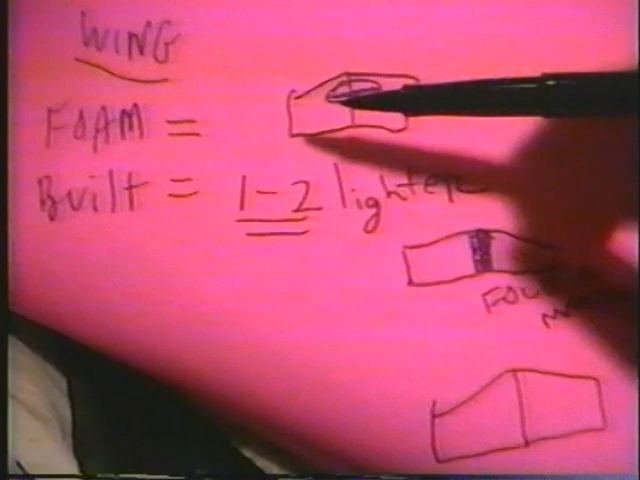 WING
FOAM =
Built = 1-2 lighter